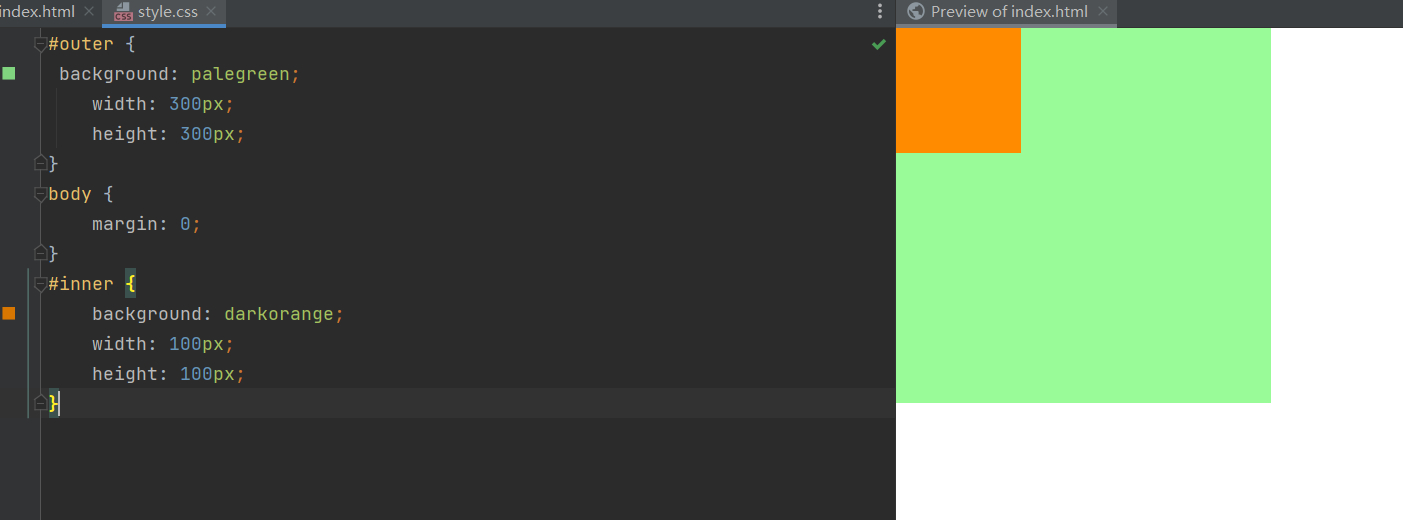 index.html
style.css
Preview of index.html
CSS
#outer {
background: palegreen;
width: 300px;
height: 300px;
}
body {
margin: 0;
}
#inner {
background: darkorange;
width: 100px;
height: 100px;
}